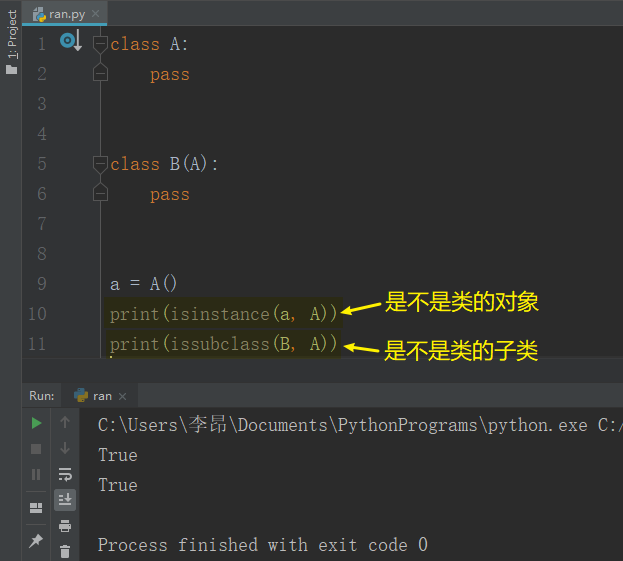 ran.py
1: Project
1 class A:
2     pass
3
4
5 class B(A):
6     pass
7
8
9 a = A()
10 print(isinstance(a, A))
是不是类的对象
11 print(issubclass(B, A))
是不是类的子类
Run: ran
C:\Users\李昂\Documents\PythonPrograms\python.exe C:/
True
True
Process finished with exit code 0